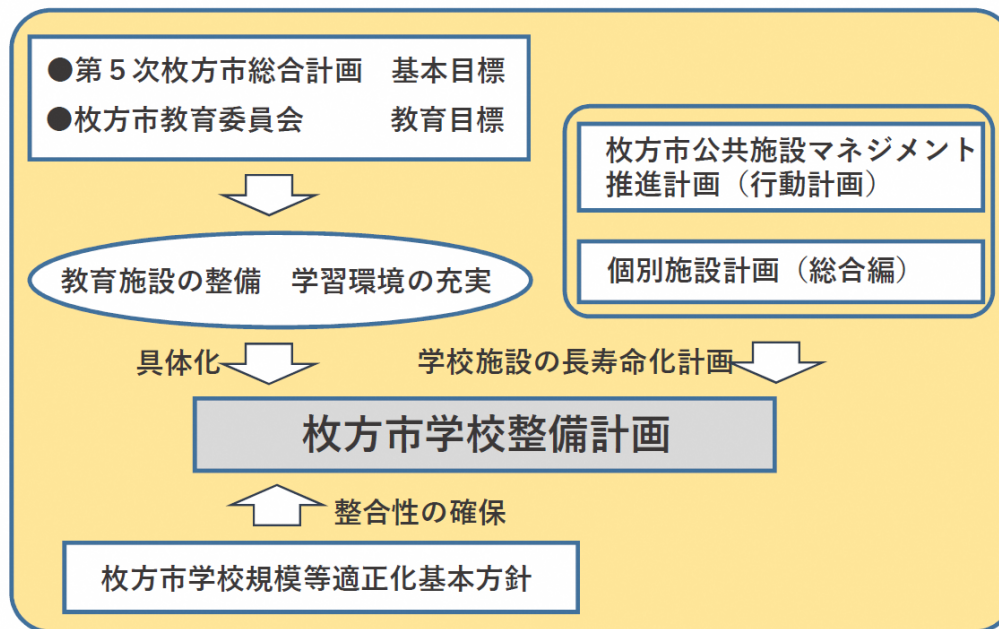 ●第5次枚方市総合計画　基本目標
●枚方市教育委員会　　　教育目標
枚方市公共施設マネジメント
推進計画（行動計画）
個別施設計画（総合編）
教育施設の整備　学習環境の充実
具体化
学校施設の長寿命化計画
枚方市学校整備計画
整合性の確保
枚方市学校規模等適正化基本方針